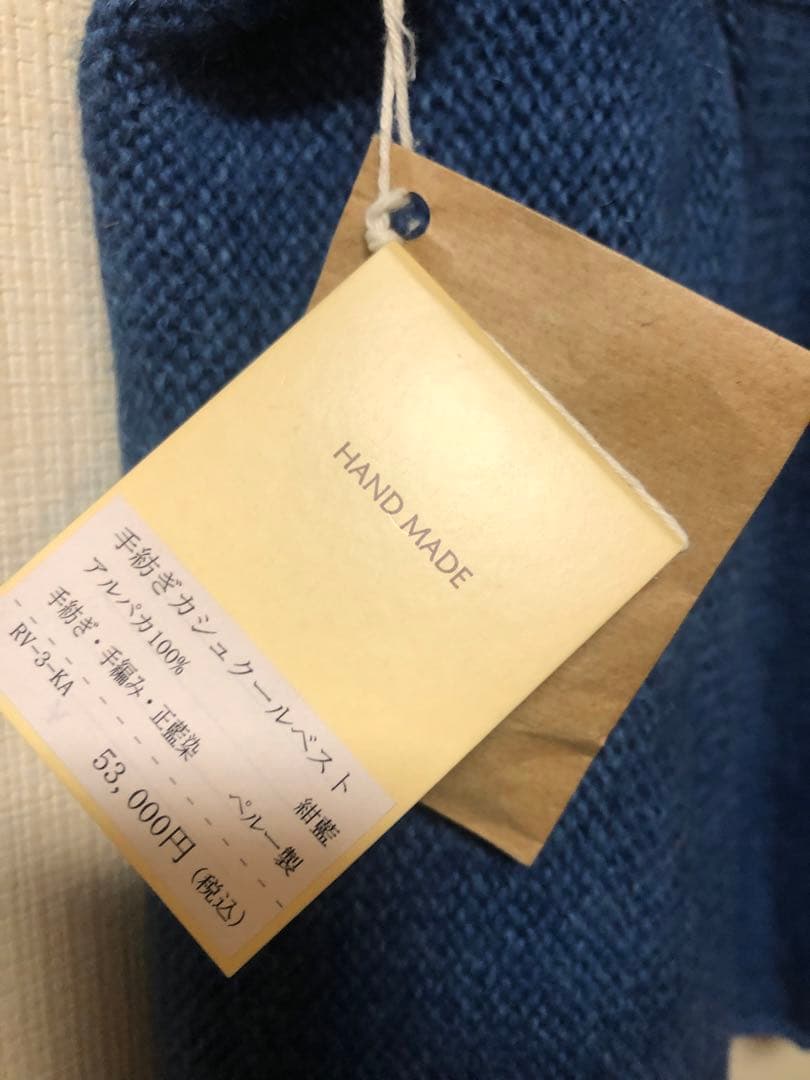 HAND MADE
手紡ぎカシュクールベスト
アルパカ100% 紺藍
手紡ぎ・手編み・正藍染 ペルー製
RV-3-KA
53,000円 (税込)